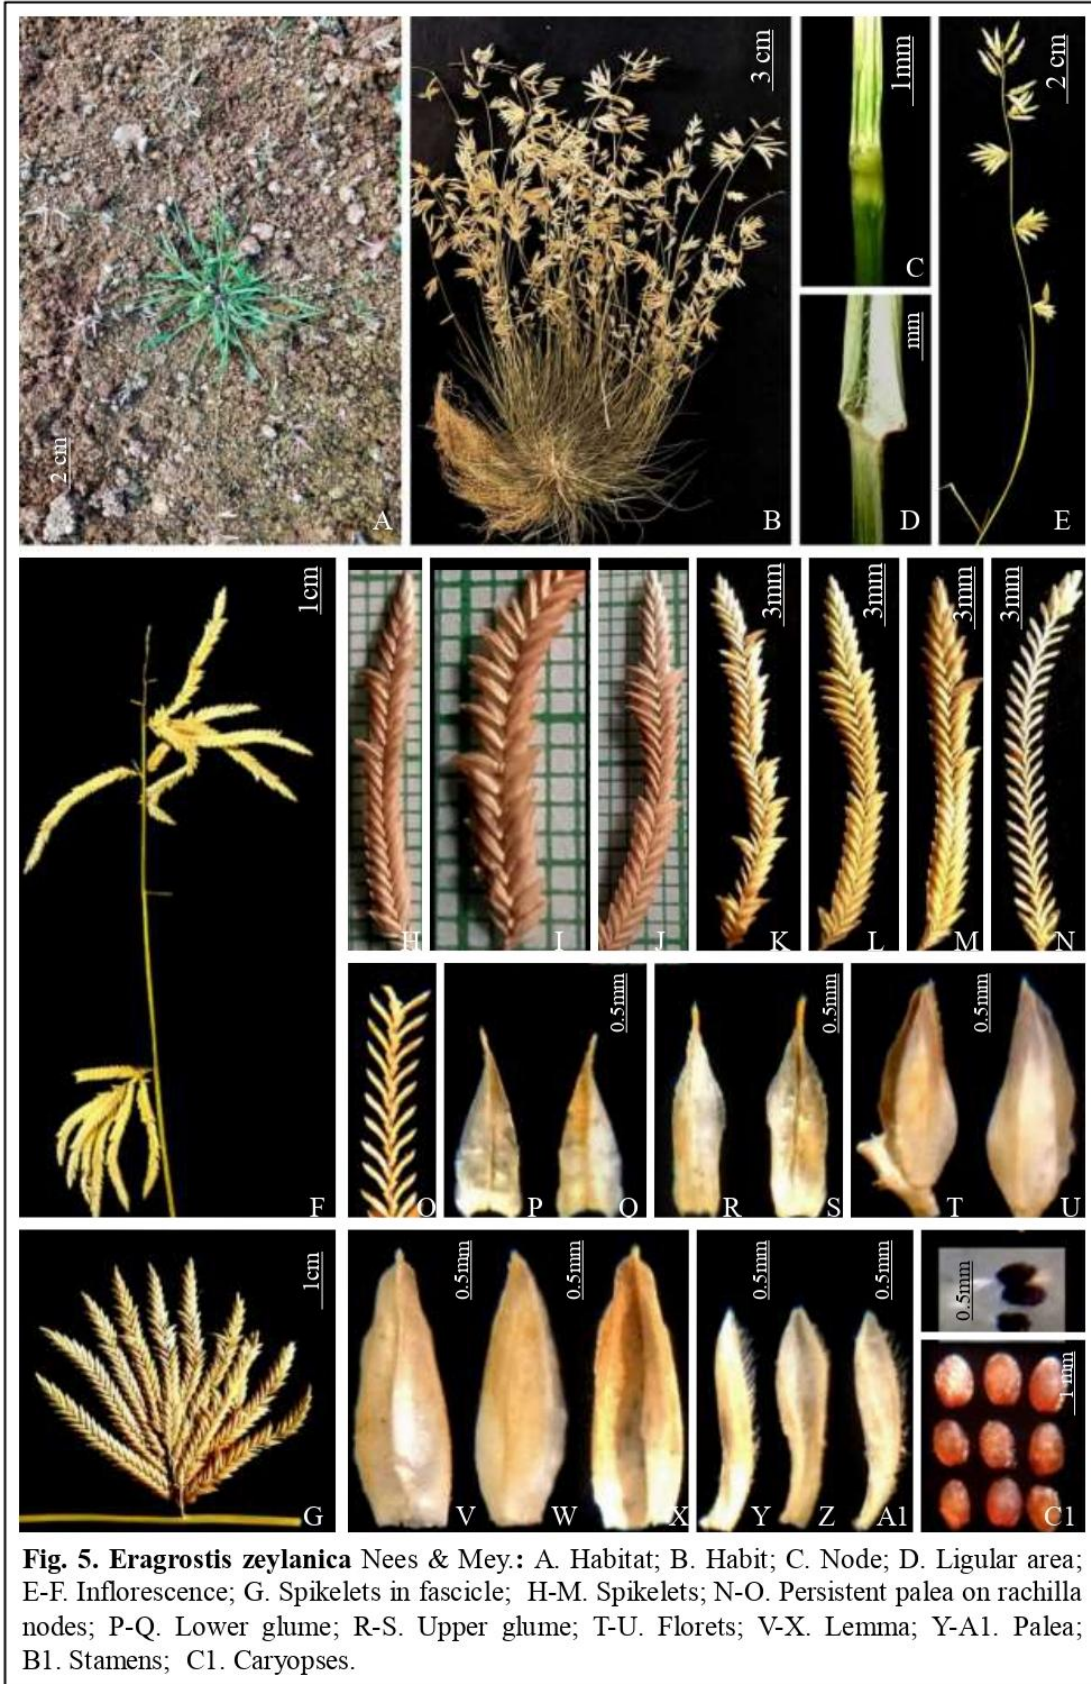 2 cm
A
3 cm
B
1mm
C
mm
D
2 cm
E
1cm
F
H
I
J
3mm
K
3mm
L
3mm
M
3mm
N
O
0.5mm
P
Q
0.5mm
R
S
0.5mm
T
U
1cm
G
0.5mm
V
0.5mm
W
X
0.5mm
Y
Z
0.5mm
A1
0.5mm
1 mm
C1
Fig. 5. Eragrostis zeylanica Nees & Mey.: A. Habitat; B. Habit; C. Node; D. Ligular area;
E-F. Inflorescence; G. Spikelets in fascicle; H-M. Spikelets; N-O. Persistent palea on rachilla
nodes; P-Q. Lower glume; R-S. Upper glume; T-U. Florets; V-X. Lemma; Y-A1. Palea;
B1. Stamens; C1. Caryopses.